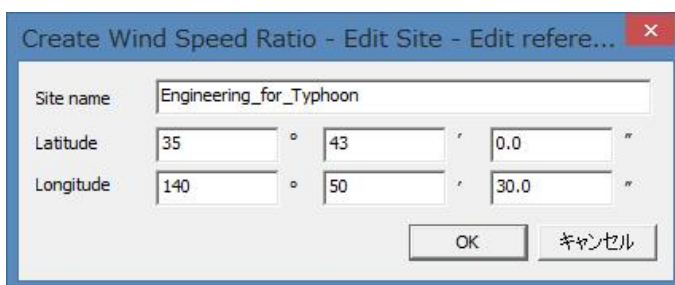 Create Wind Speed Ratio - Edit Site - Edit refere...
Site name Engineering_for_Typhoon
Latitude 35 ° 43 ′ 0.0 ″
Longitude 140 ° 50 ′ 30.0 ″
OK キャンセル